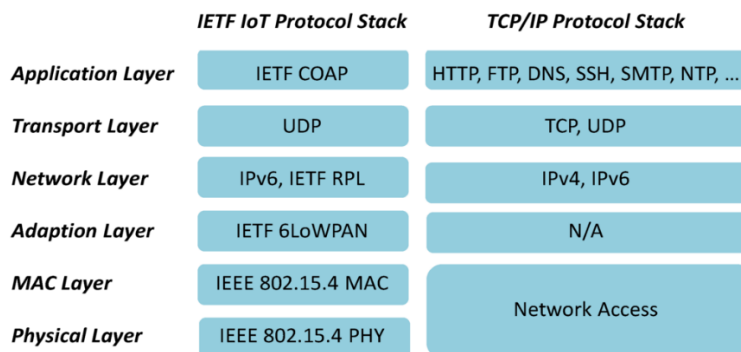 IETF IoT Protocol Stack TCP/IP Protocol Stack
Application Layer IETF COAP HTTP, FTP, DNS, SSH, SMTP, NTP, ...
Transport Layer UDP TCP, UDP
Network Layer IPv6, IETF RPL IPv4, IPv6
Adaption Layer IETF 6LoWPAN N/A
MAC Layer IEEE 802.15.4 MAC
Network Access
Physical Layer IEEE 802.15.4 PHY